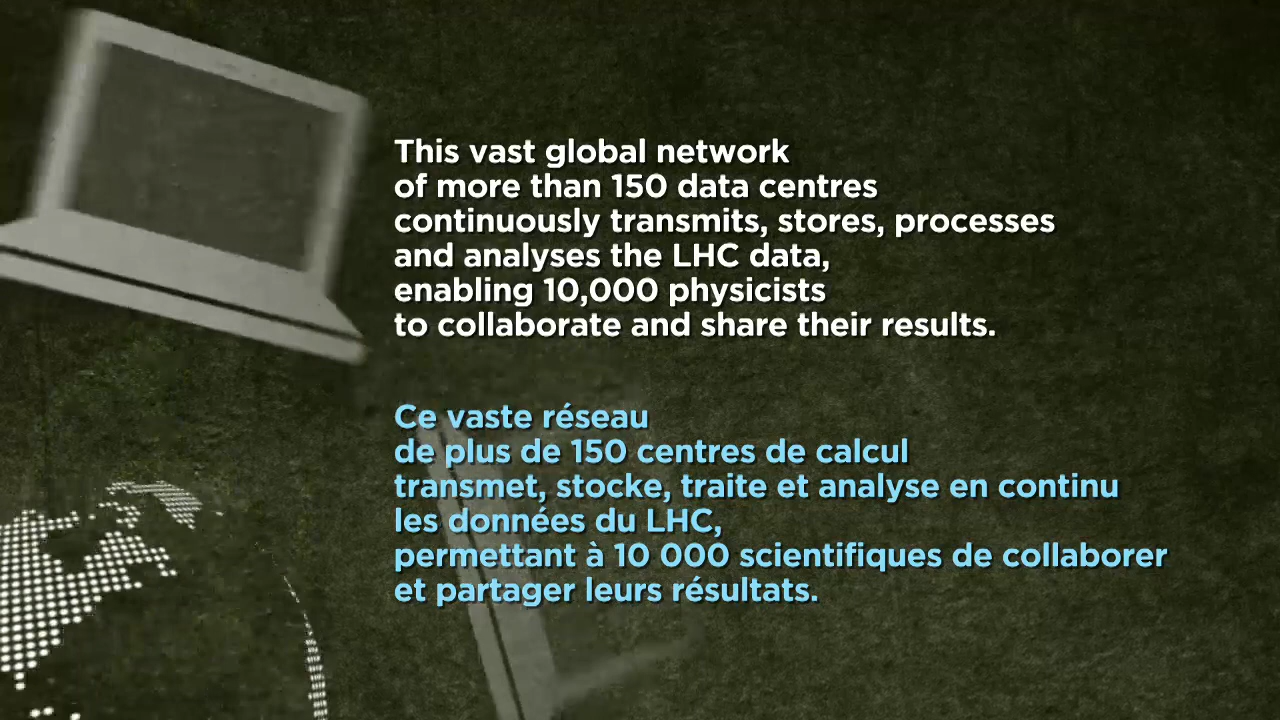 This vast global network
of more than 150 data centres
continuously transmits, stores, processes
and analyses the LHC data,
enabling 10,000 physicists
to collaborate and share their results.
Ce vaste réseau
de plus de 150 centres de calcul
transmet, stocke, traite et analyse en continu
les données du LHC,
permettant à 10 000 scientifiques de collaborer
et partager leurs résultats.